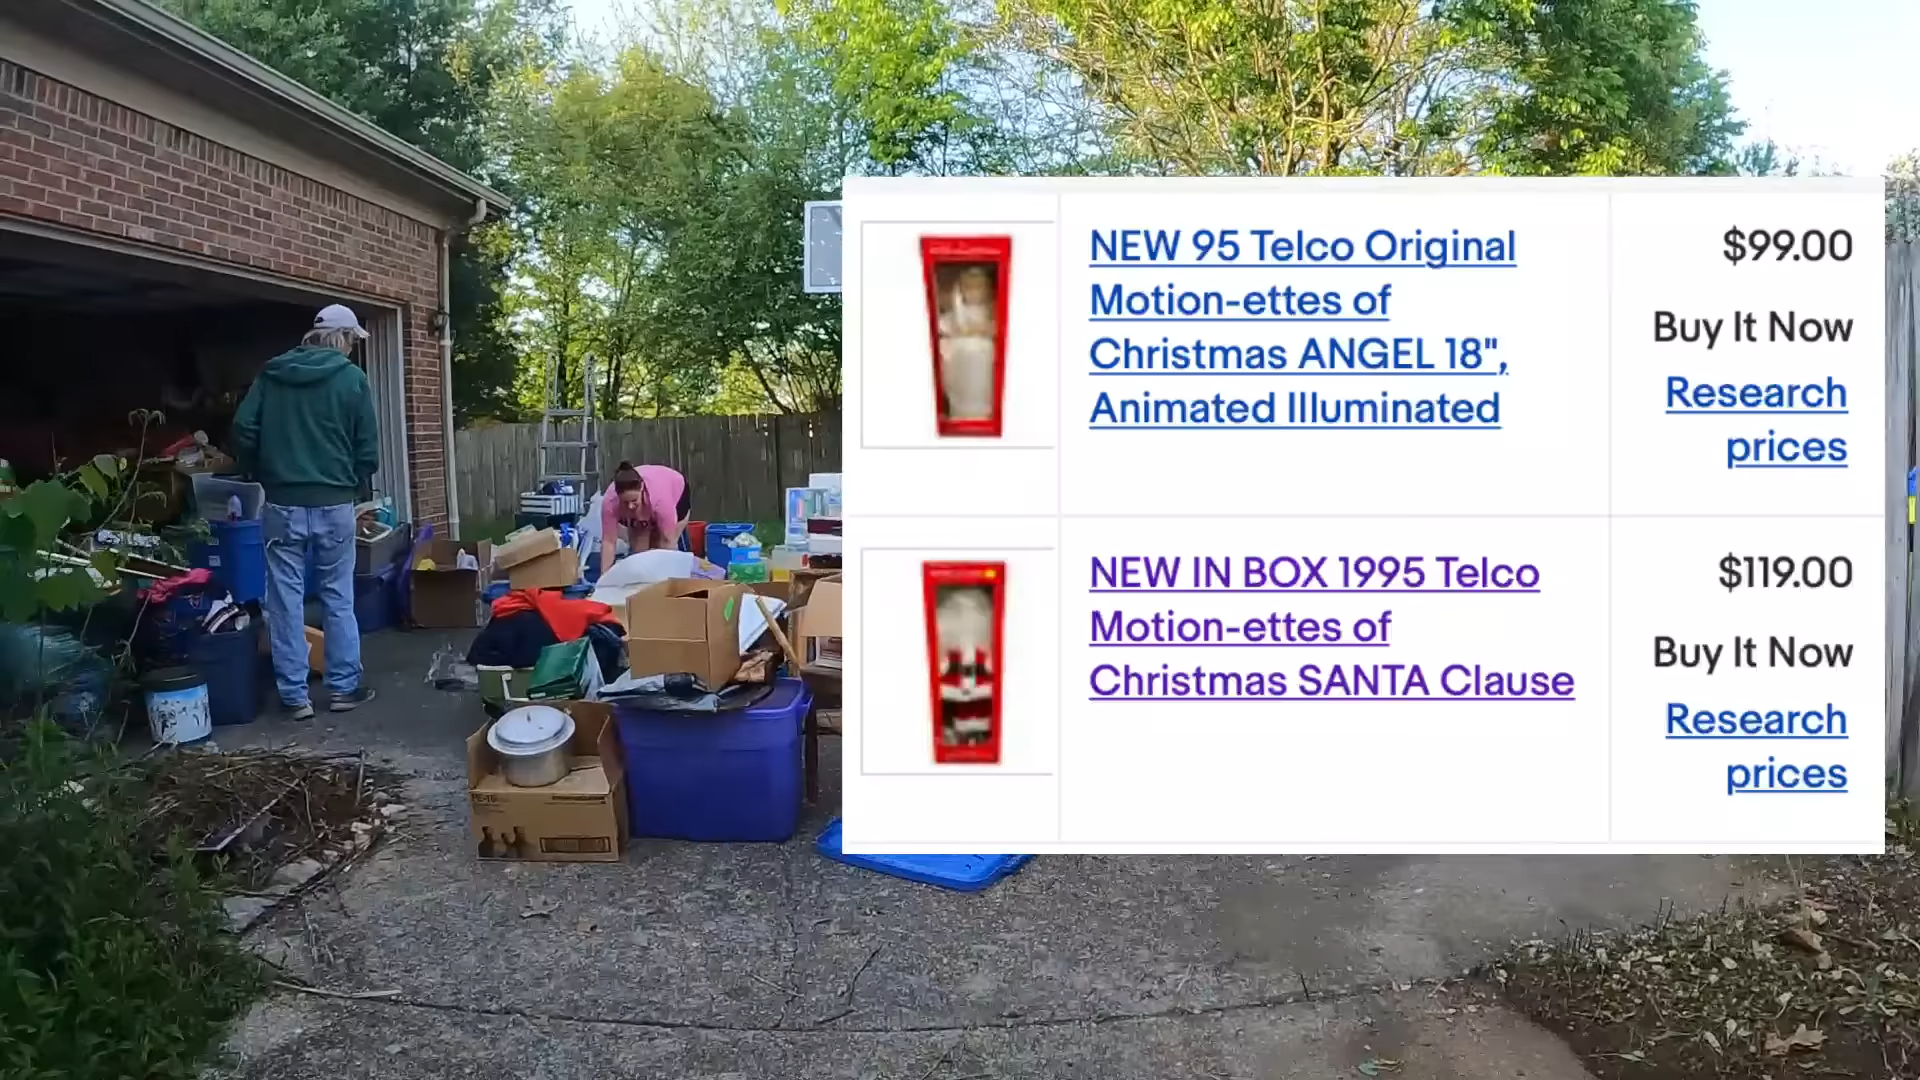 NEW 95 Telco Original
Motion-ettes of
Christmas ANGEL 18",
Animated Illuminated
$99.00
Buy It Now
Research
prices
NEW IN BOX 1995 Telco
Motion-ettes of
Christmas SANTA Clause
$119.00
Buy It Now
Research
prices